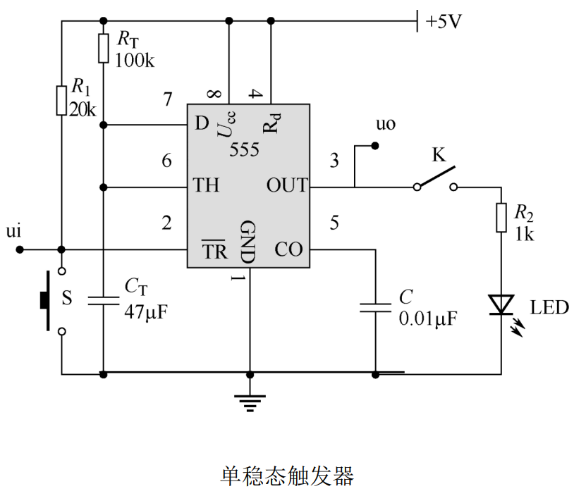 +5V
RT
100k
R1
20k
7
8
4
D
Ucc
Rd
uo
555
6
3
K
TH
OUT
2
5
ui
R2
1k
TR
GND
CO
1
S
CT
47μF
C
0.01μF
LED
单稳态触发器